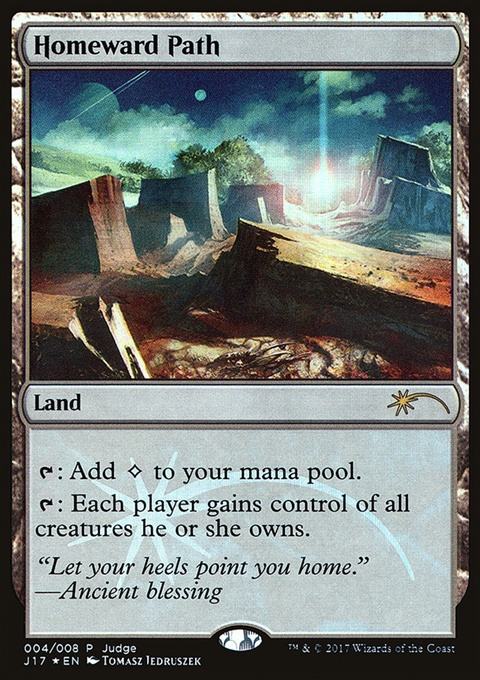 Homeward Path
Land
: Add to your mana pool.
: Each player gains control of all
creatures he or she owns.
“Let your heels point you home.”
—Ancient blessing
004/008 P Judge
J17 ★ EN Tomasz Jedruszek
™ & © 2017 Wizards of the Coast